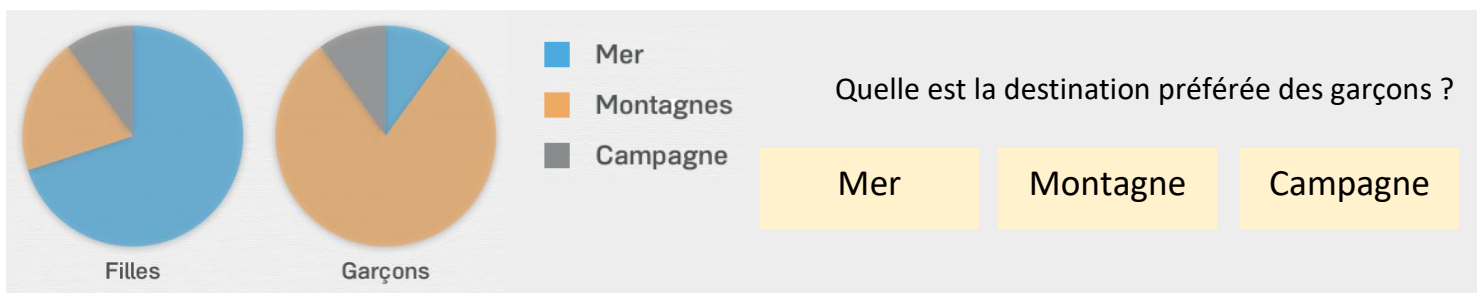 Filles
Garçons
Mer
Montagnes
Campagne
Quelle est la destination préférée des garçons ?
Mer
Montagne
Campagne